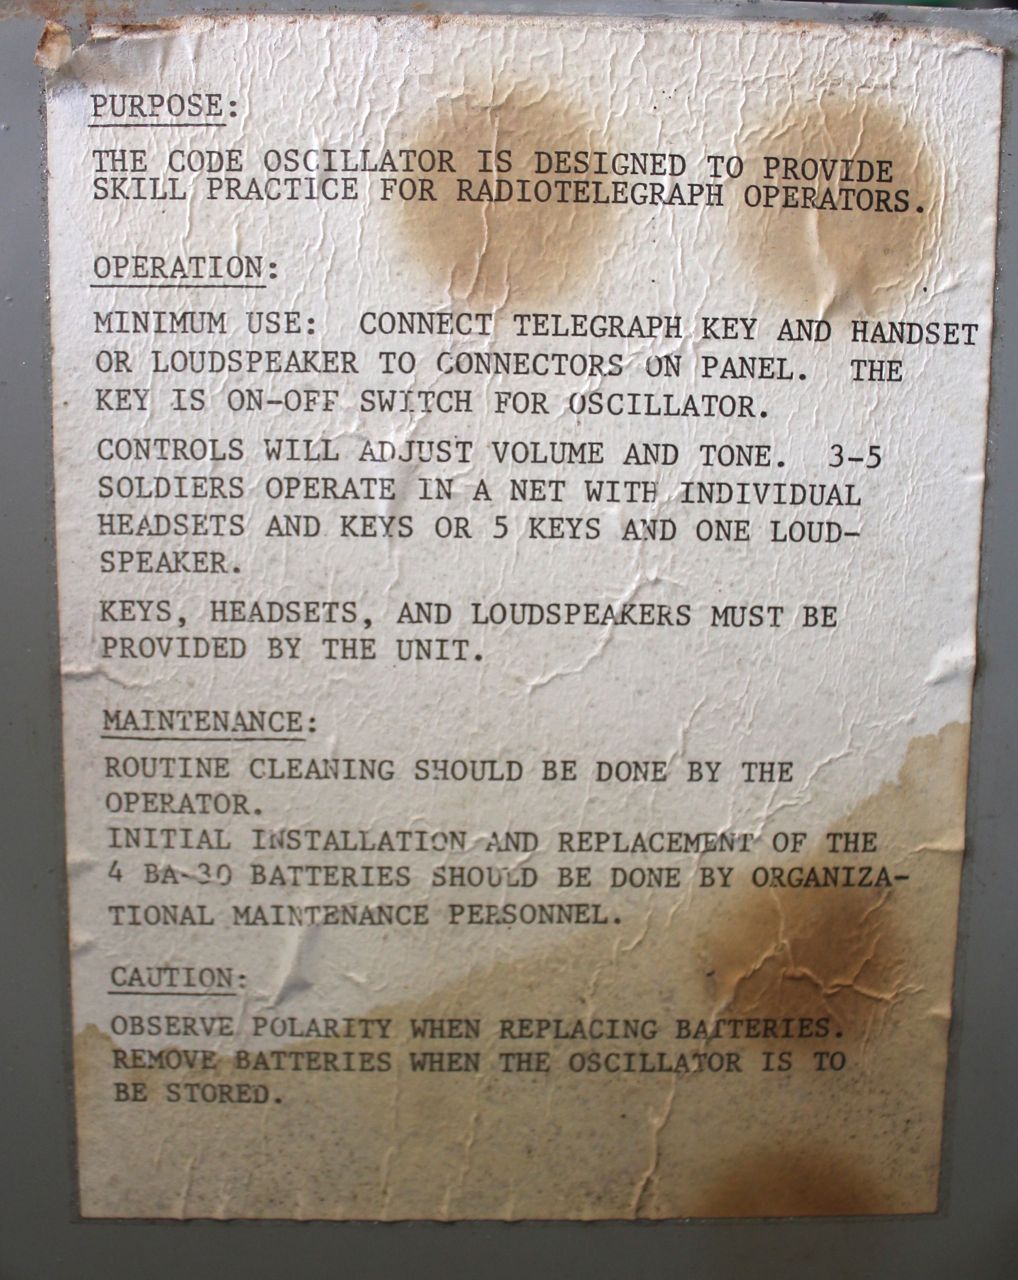 PURPOSE:
THE CODE OSCILLATOR IS DESIGNED TO PROVIDE
SKILL PRACTICE FOR RADIOTELEGRAPH OPERATORS.
OPERATION:
MINIMUM USE:  CONNECT TELEGRAPH KEY AND HANDSET
OR LOUDSPEAKER TO CONNECTORS ON PANEL.  THE
KEY IS ON-OFF SWITCH FOR OSCILLATOR.
CONTROLS WILL ADJUST VOLUME AND TONE.  3-5
SOLDIERS OPERATE IN A NET WITH INDIVIDUAL
HEADSETS AND KEYS OR 5 KEYS AND ONE LOUD-
SPEAKER.
KEYS, HEADSETS, AND LOUDSPEAKERS MUST BE
PROVIDED BY THE UNIT.
MAINTENANCE:
ROUTINE CLEANING SHOULD BE DONE BY THE
OPERATOR.
INITIAL INSTALLATION AND REPLACEMENT OF THE
4 BA-30 BATTERIES SHOULD BE DONE BY ORGANIZA-
TIONAL MAINTENANCE PERSONNEL.
CAUTION:
OBSERVE POLARITY WHEN REPLACING BATTERIES.
REMOVE BATTERIES WHEN THE OSCILLATOR IS TO
BE STORED.